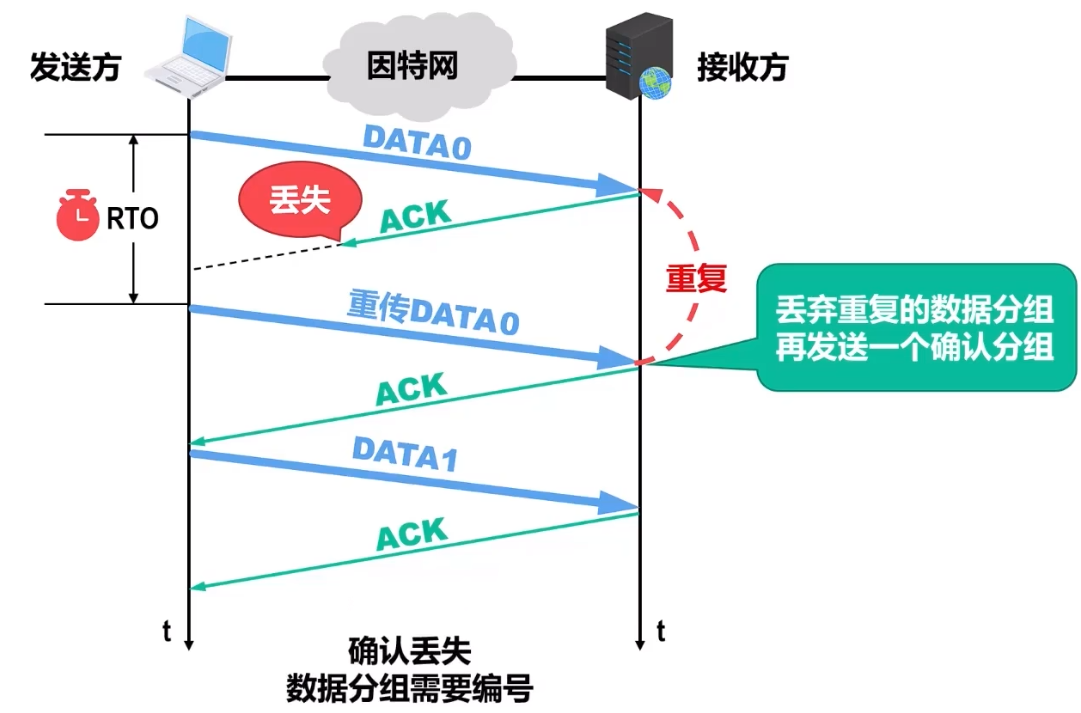 发送方
因特网
接收方
DATA0
丢失
ACK
RTO
重复
重传DATA0
丢弃重复的数据分组
再发送一个确认分组
ACK
DATA1
ACK
t
t
确认丢失
数据分组需要编号